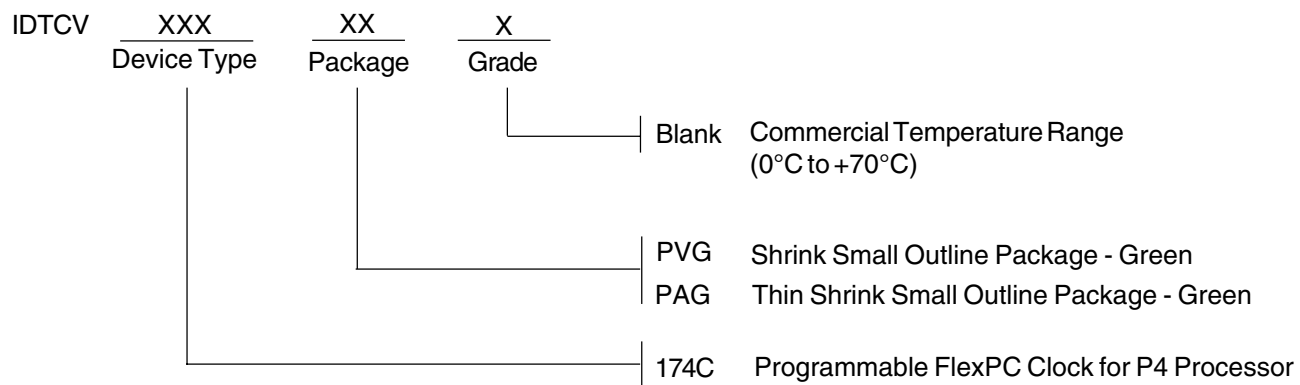 IDTCV XXX XX X
Device Type Package Grade
Blank Commercial Temperature Range
(0°C to +70°C)
PVG Shrink Small Outline Package - Green
PAG Thin Shrink Small Outline Package - Green
174C Programmable FlexPC Clock for P4 Processor